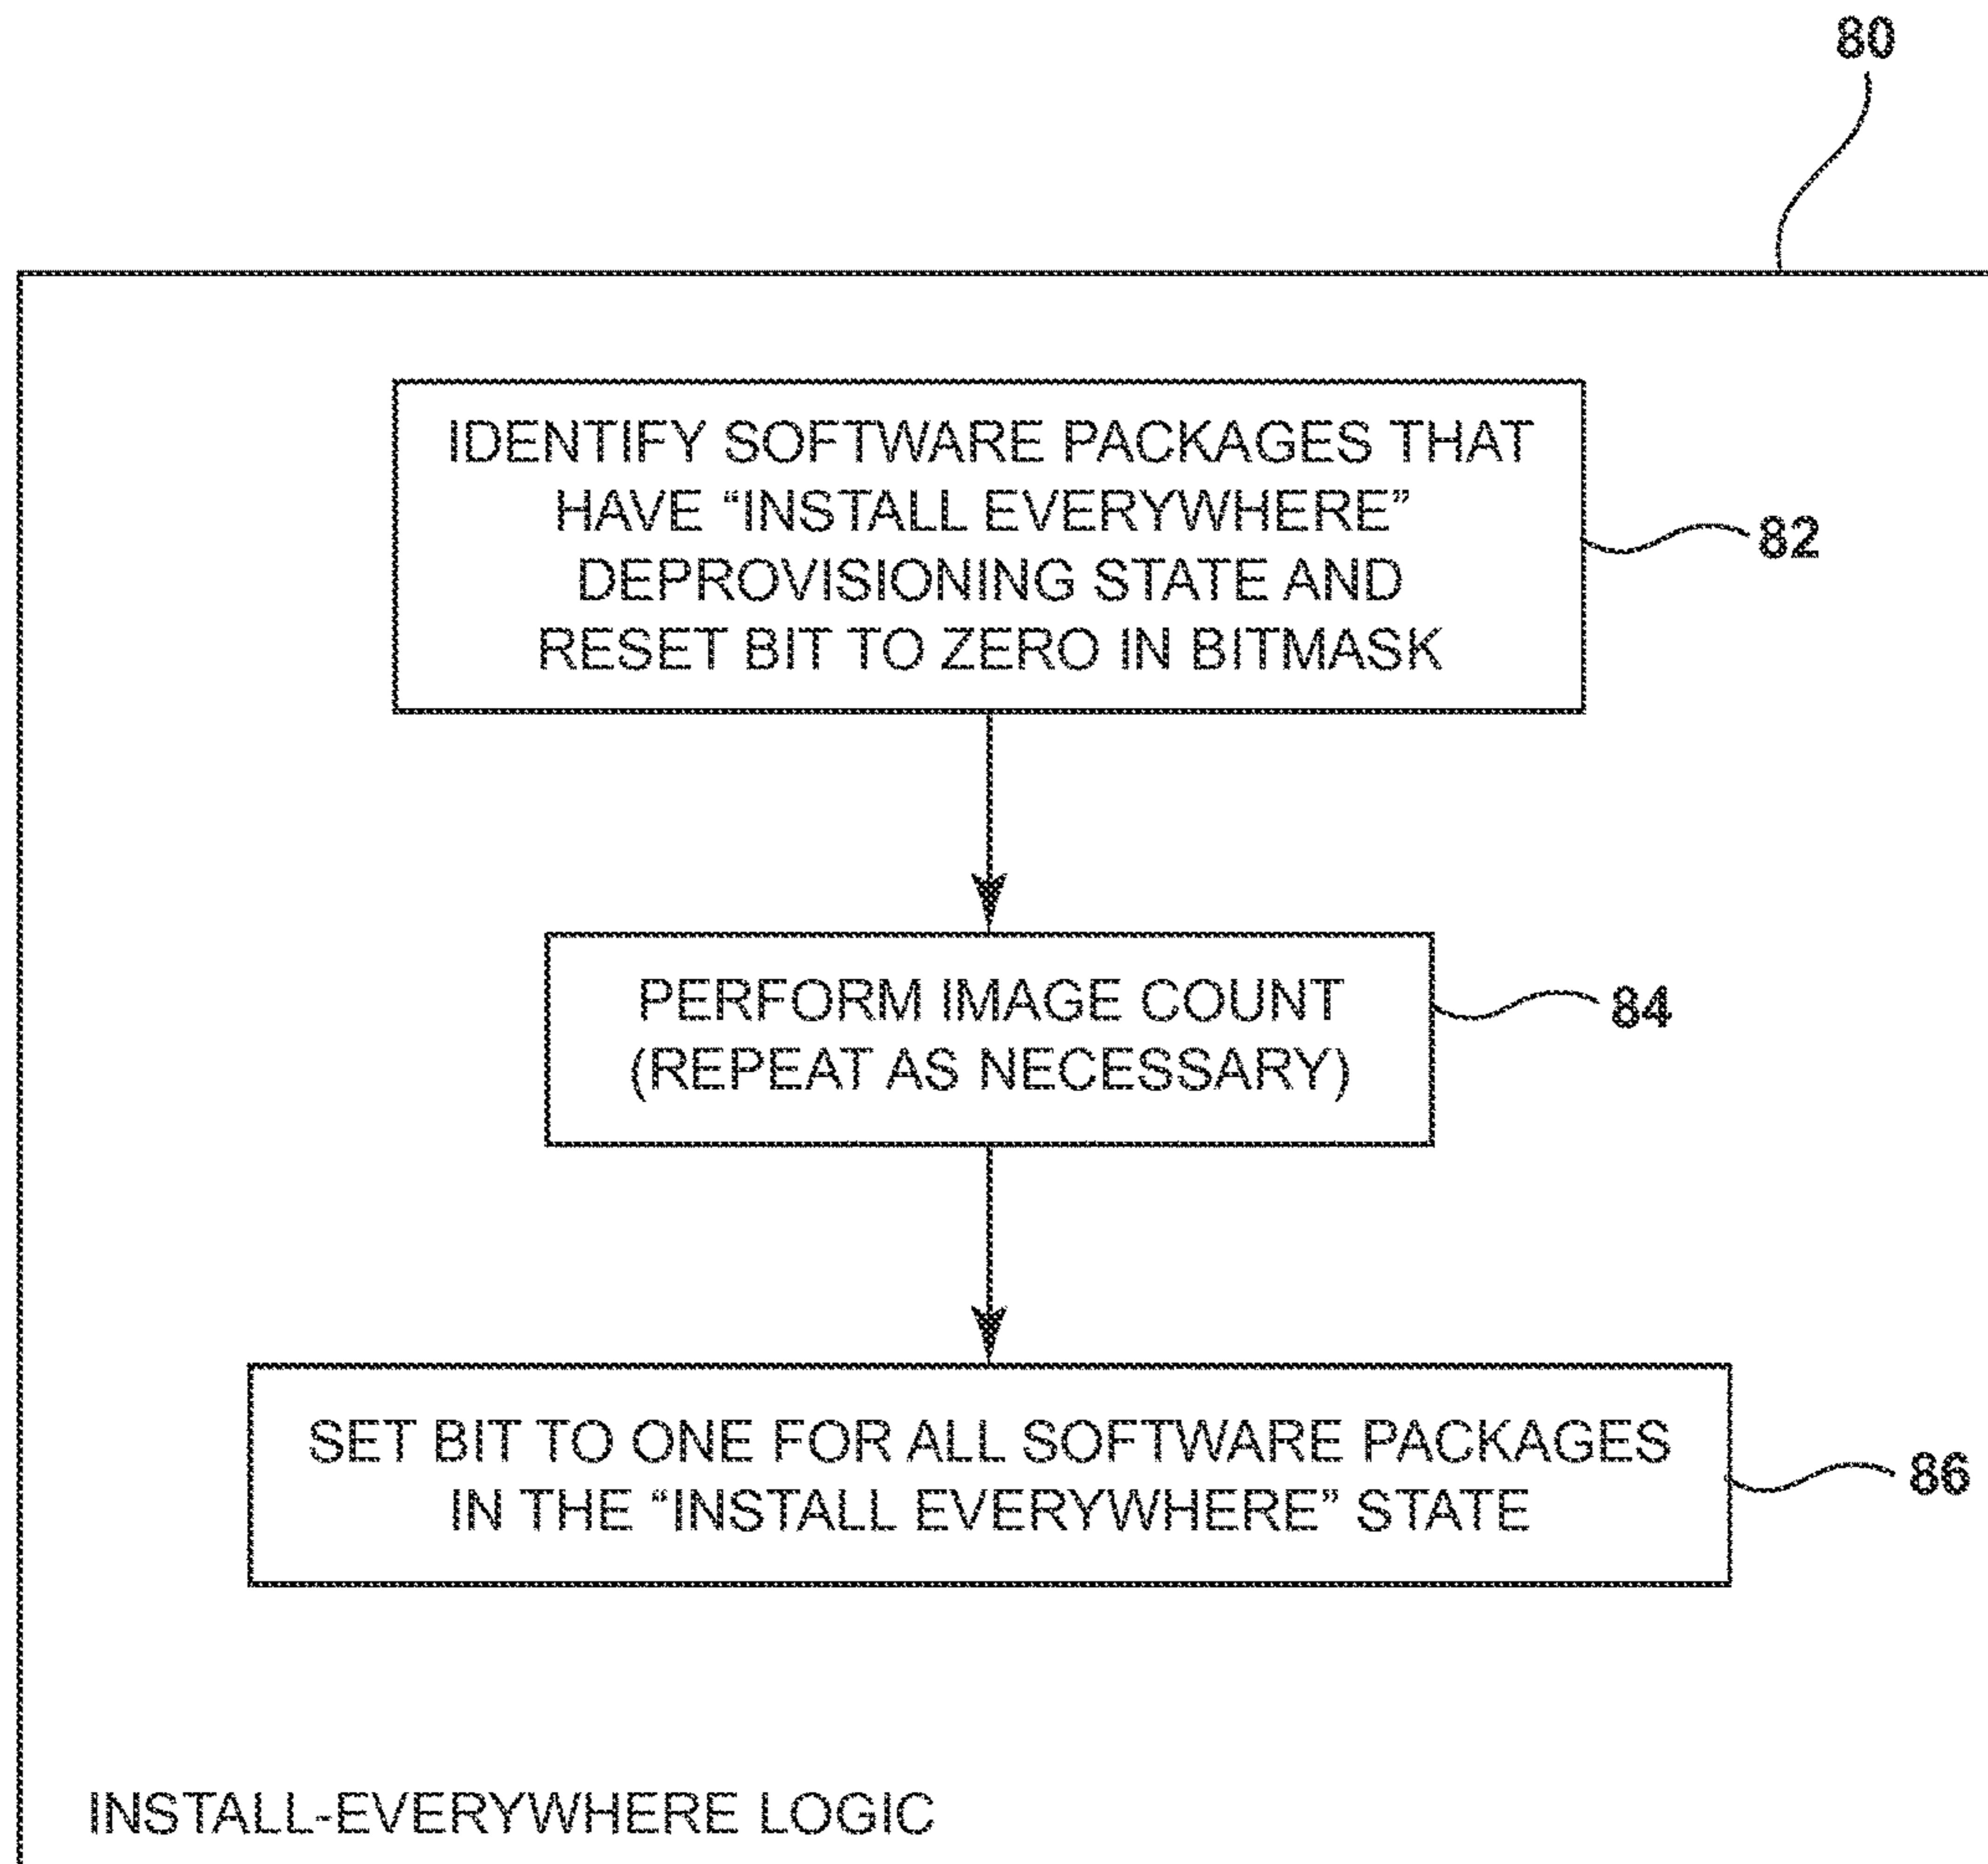 80
IDENTIFY SOFTWARE PACKAGES THAT
HAVE “INSTALL EVERYWHERE”
DEPROVISIONING STATE AND
RESET BIT TO ZERO IN BITMASK
82
PERFORM IMAGE COUNT
(REPEAT AS NECESSARY)
84
SET BIT TO ONE FOR ALL SOFTWARE PACKAGES
IN THE “INSTALL EVERYWHERE” STATE
86
INSTALL-EVERYWHERE LOGIC